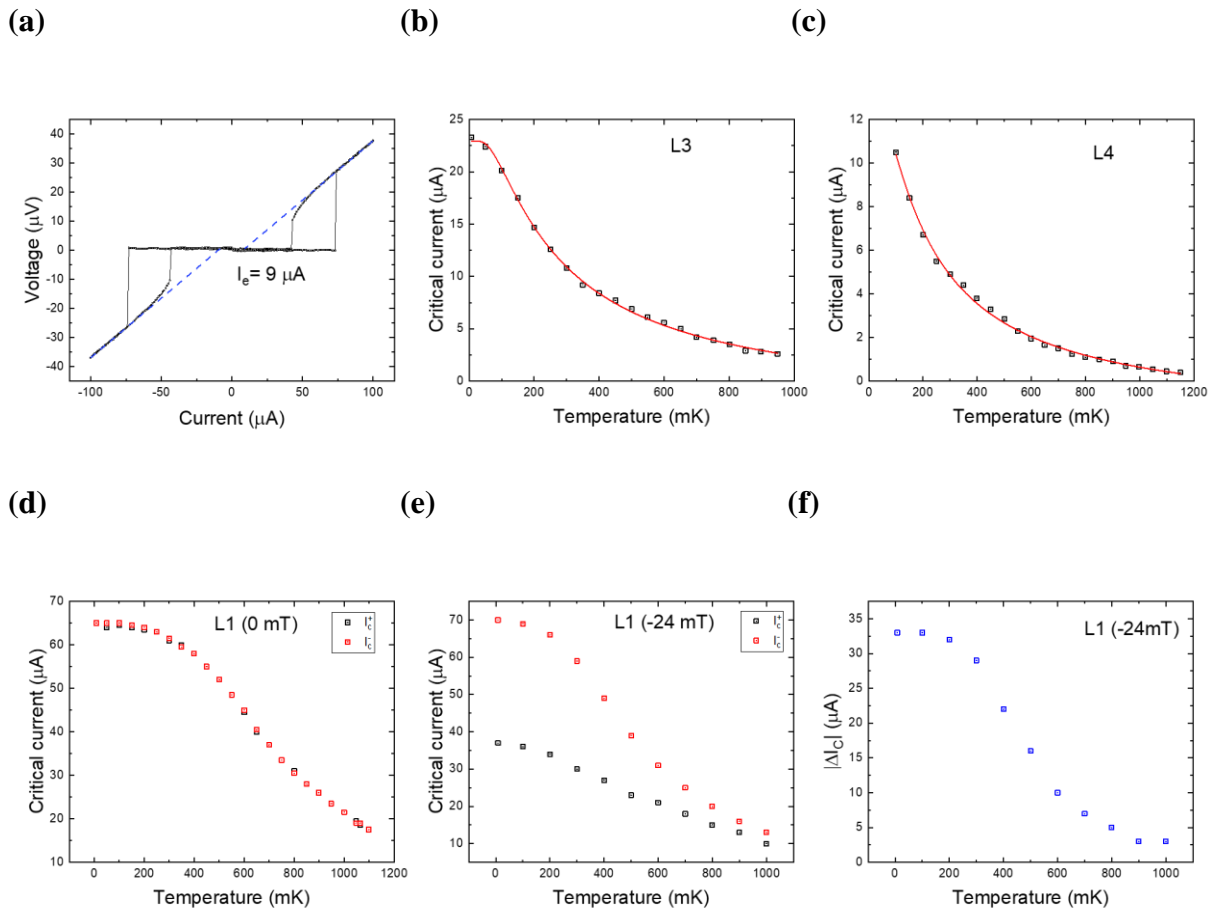 (a)
(b)
(c)
40
30
20
10
0
-10
-20
-30
-40
Voltage (μV)
I_e= 9 μA
-100
-50
0
50
100
Current (μA)
25
20
15
10
5
0
Critical current (μA)
L3
0
200
400
600
800
1000
Temperature (mK)
12
10
8
6
4
2
0
Critical current (μA)
L4
0
200
400
600
800
1000
1200
Temperature (mK)
(d)
(e)
(f)
70
60
50
40
30
20
10
Critical current (μA)
L1 (0 mT)
I_c^+
I_c^-
0
200
400
600
800
1000
1200
Temperature (mK)
70
60
50
40
30
20
10
Critical current (μA)
L1 (-24 mT)
I_c^+
I_c^-
0
200
400
600
800
1000
Temperature (mK)
35
30
25
20
15
10
5
0
|ΔI_C| (μA)
L1 (-24mT)
0
200
400
600
800
1000
Temperature (mK)